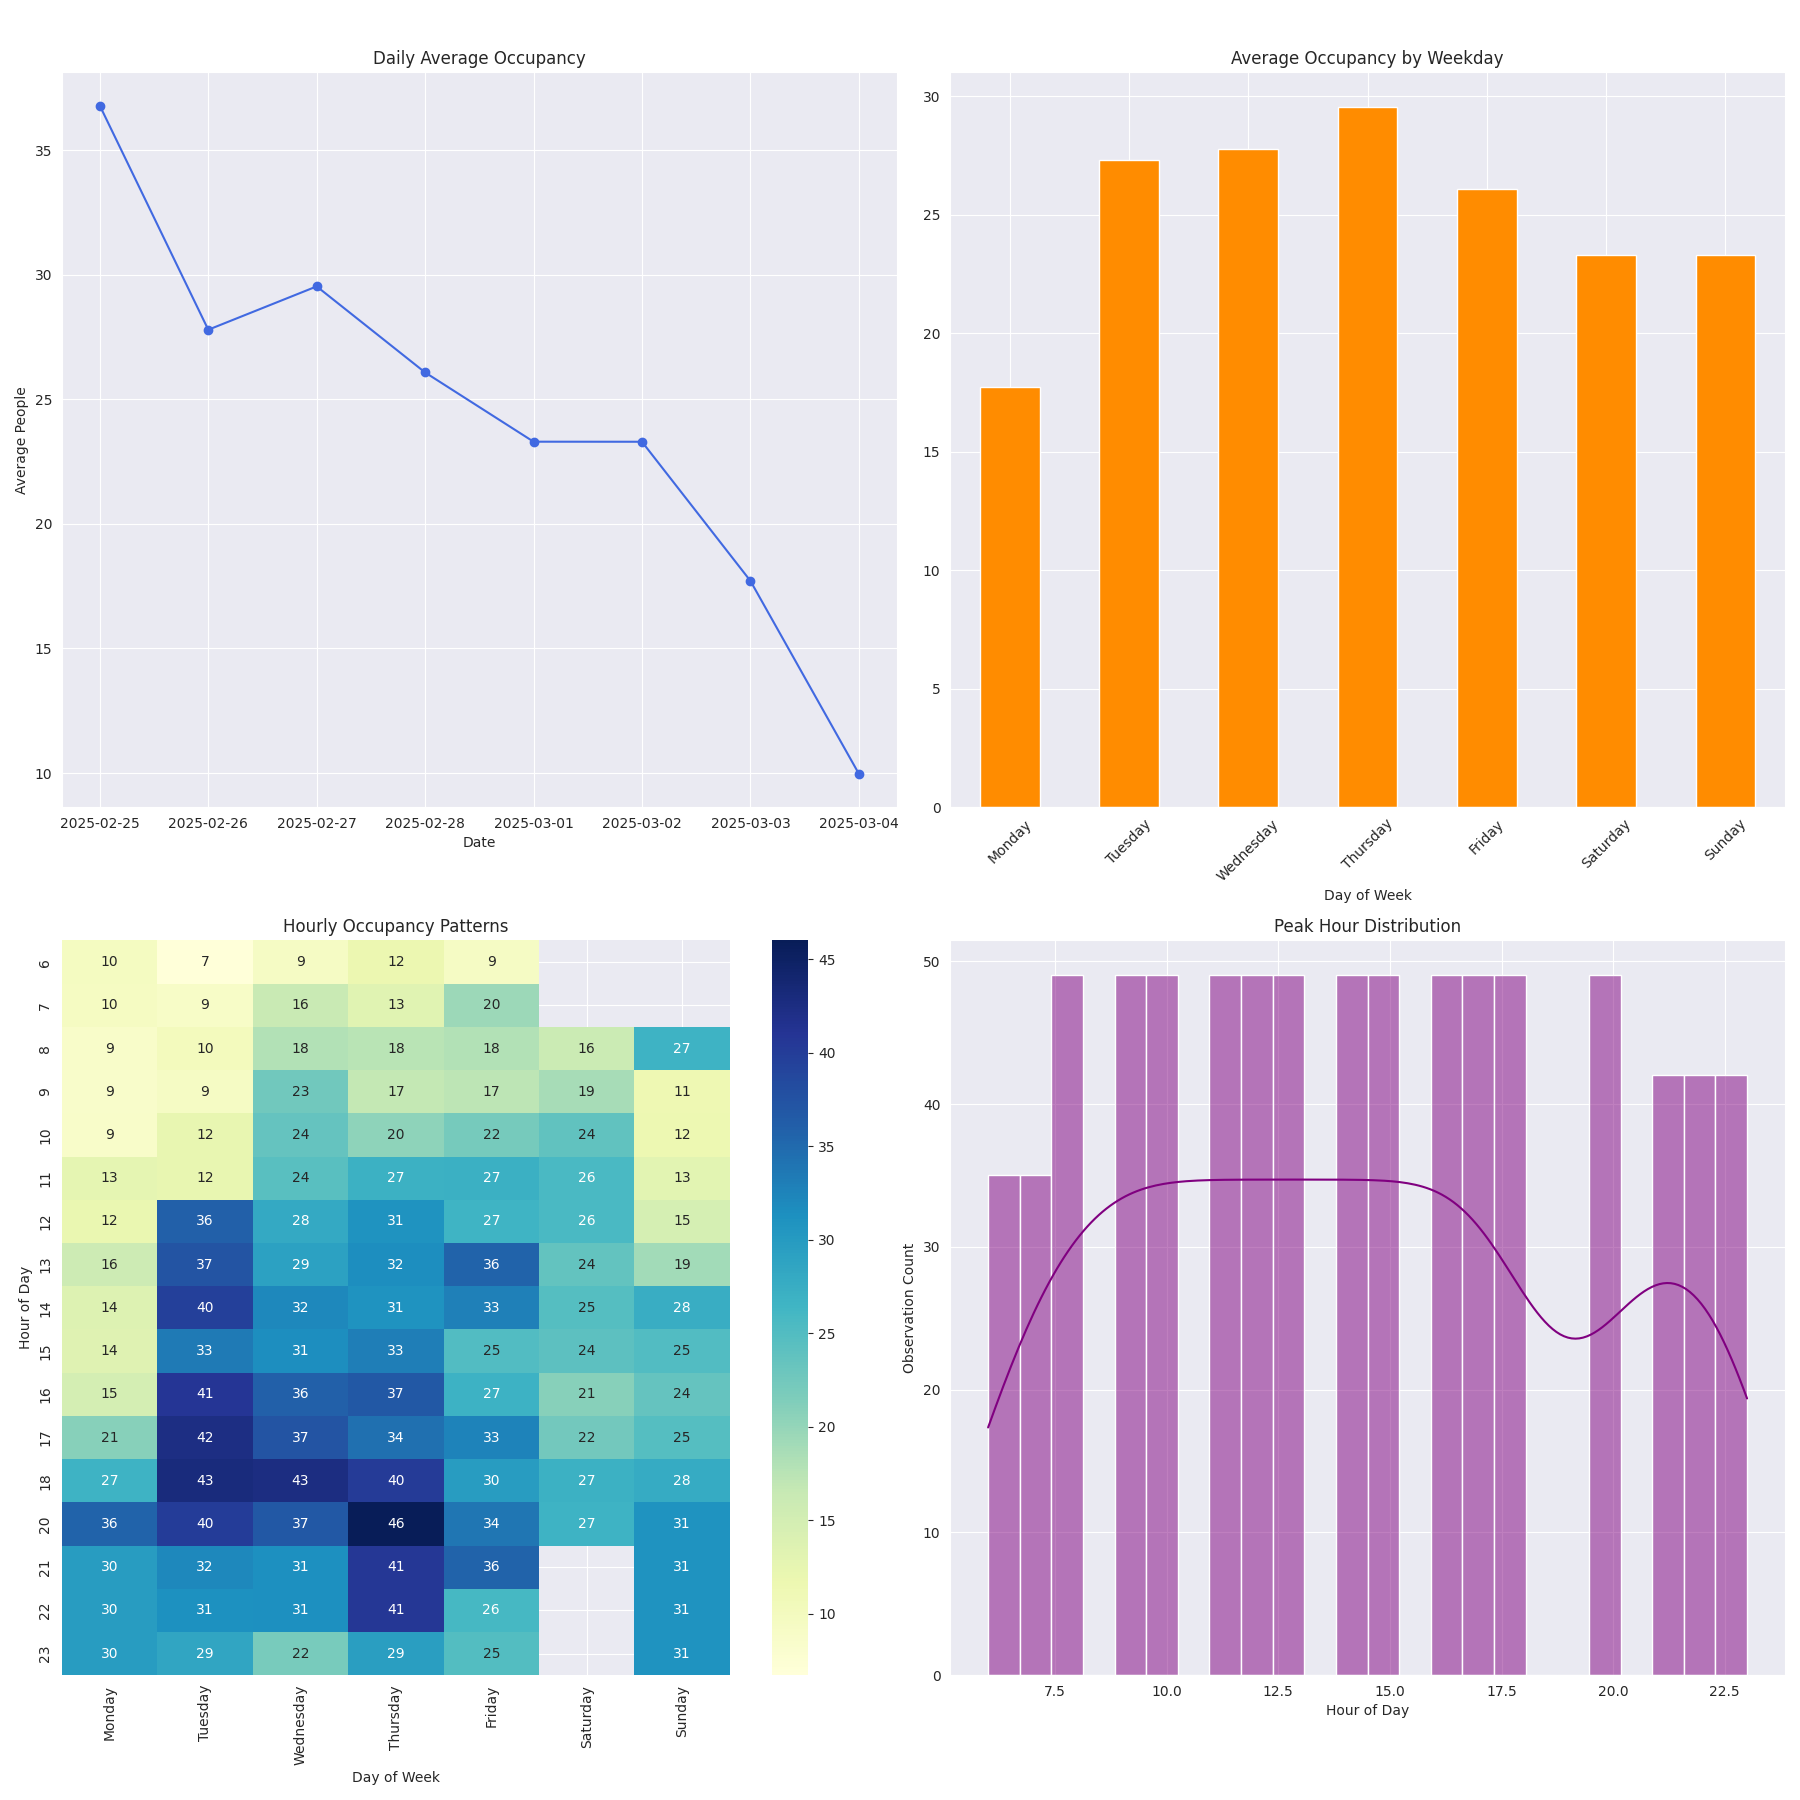 Daily Average Occupancy
Average People
35
30
25
20
15
10
2025-02-25 2025-02-26 2025-02-27 2025-02-28 2025-03-01 2025-03-02 2025-03-03 2025-03-04
Date
Average Occupancy by Weekday
30
25
20
15
10
5
0
Monday Tuesday Wednesday Thursday Friday Saturday Sunday
Day of Week
Hourly Occupancy Patterns
Hour of Day
6 10 7 9 12 9
7 10 9 16 13 20
8 9 10 18 18 18 16 27
9 9 9 23 17 17 19 11
10 9 12 24 20 22 24 12
11 13 12 24 27 27 26 13
12 12 36 28 31 27 26 15
13 16 37 29 32 36 24 19
14 14 40 32 31 33 25 28
15 14 33 31 33 25 24 25
16 15 41 36 37 27 21 24
17 21 42 37 34 33 22 25
18 27 43 43 40 30 27 28
20 36 40 37 46 34 27 31
21 30 32 31 41 36 31
22 30 31 31 41 26 31
23 30 29 22 29 25 31
Monday Tuesday Wednesday Thursday Friday Saturday Sunday
Day of Week
45
40
35
30
25
20
15
10
Peak Hour Distribution
Observation Count
50
40
30
20
10
0
7.5 10.0 12.5 15.0 17.5 20.0 22.5
Hour of Day